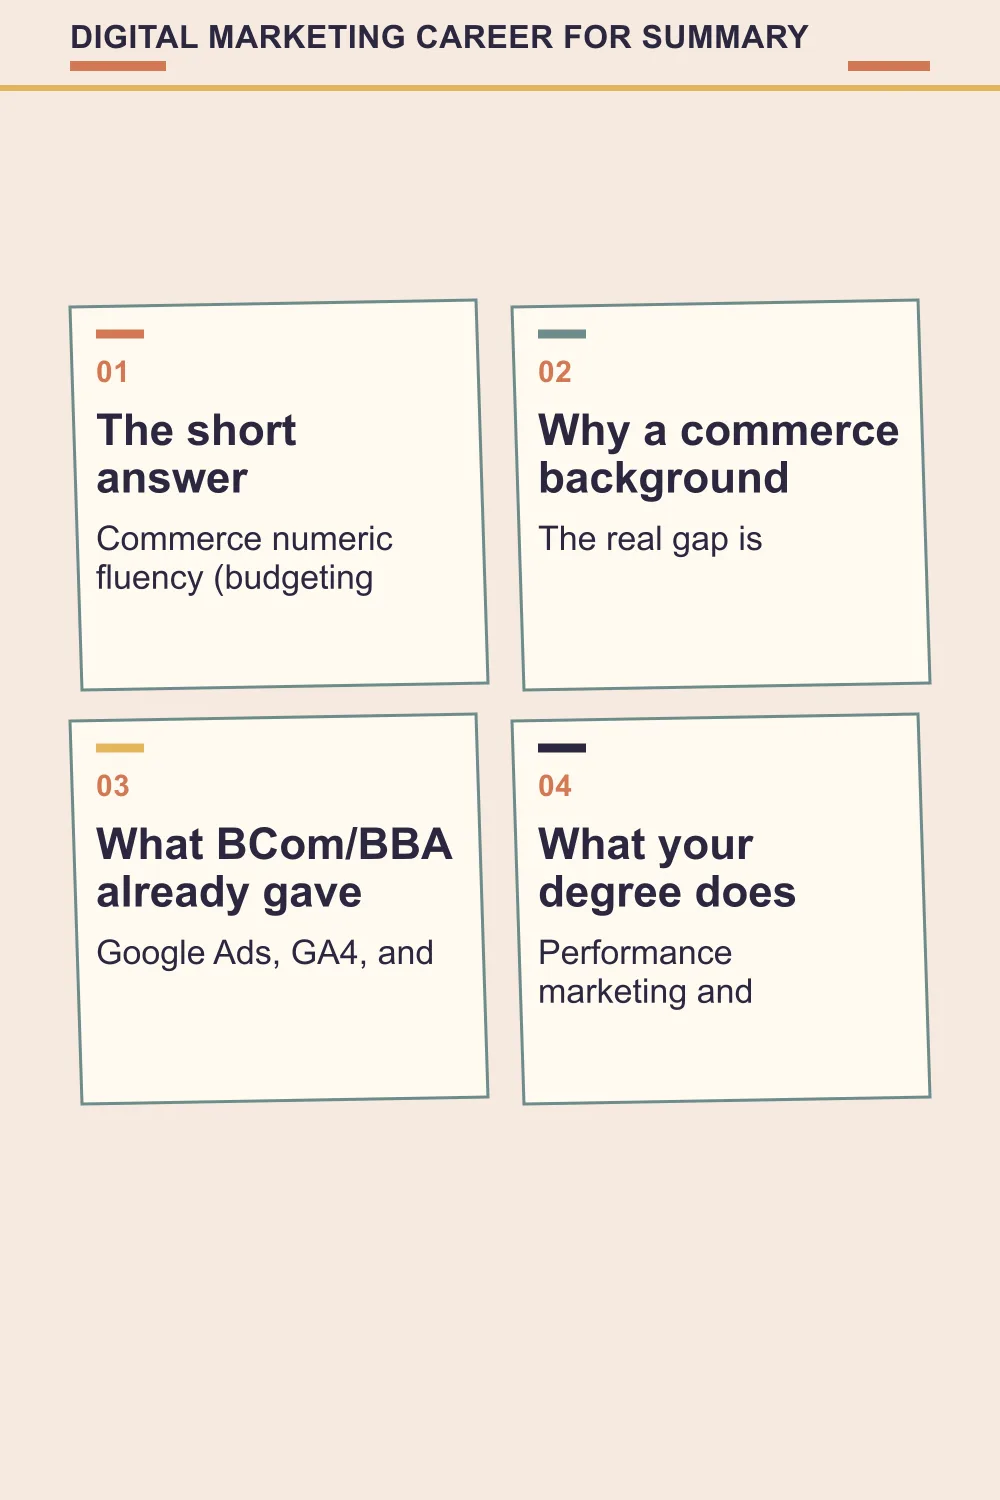 DIGITAL MARKETING CAREER FOR SUMMARY
01
The short
answer
Commerce numeric
fluency (budgeting
02
Why a commerce
background
The real gap is
03
What BCom/BBA
already gave
Google Ads, GA4, and
04
What your
degree does
Performance
marketing and